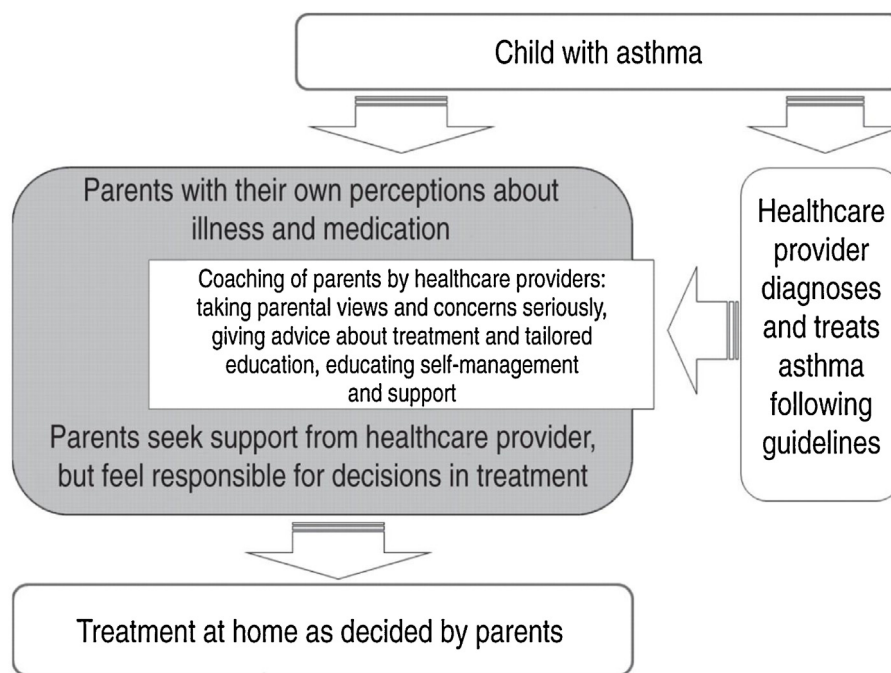 Child with asthma
Parents with their own perceptions about
illness and medication
Coaching of parents by healthcare providers:
taking parental views and concerns seriously,
giving advice about treatment and tailored
education, educating self-management
and support
Parents seek support from healthcare provider,
but feel responsible for decisions in treatment
Healthcare
provider
diagnoses
and treats
asthma
following
guidelines
Treatment at home as decided by parents